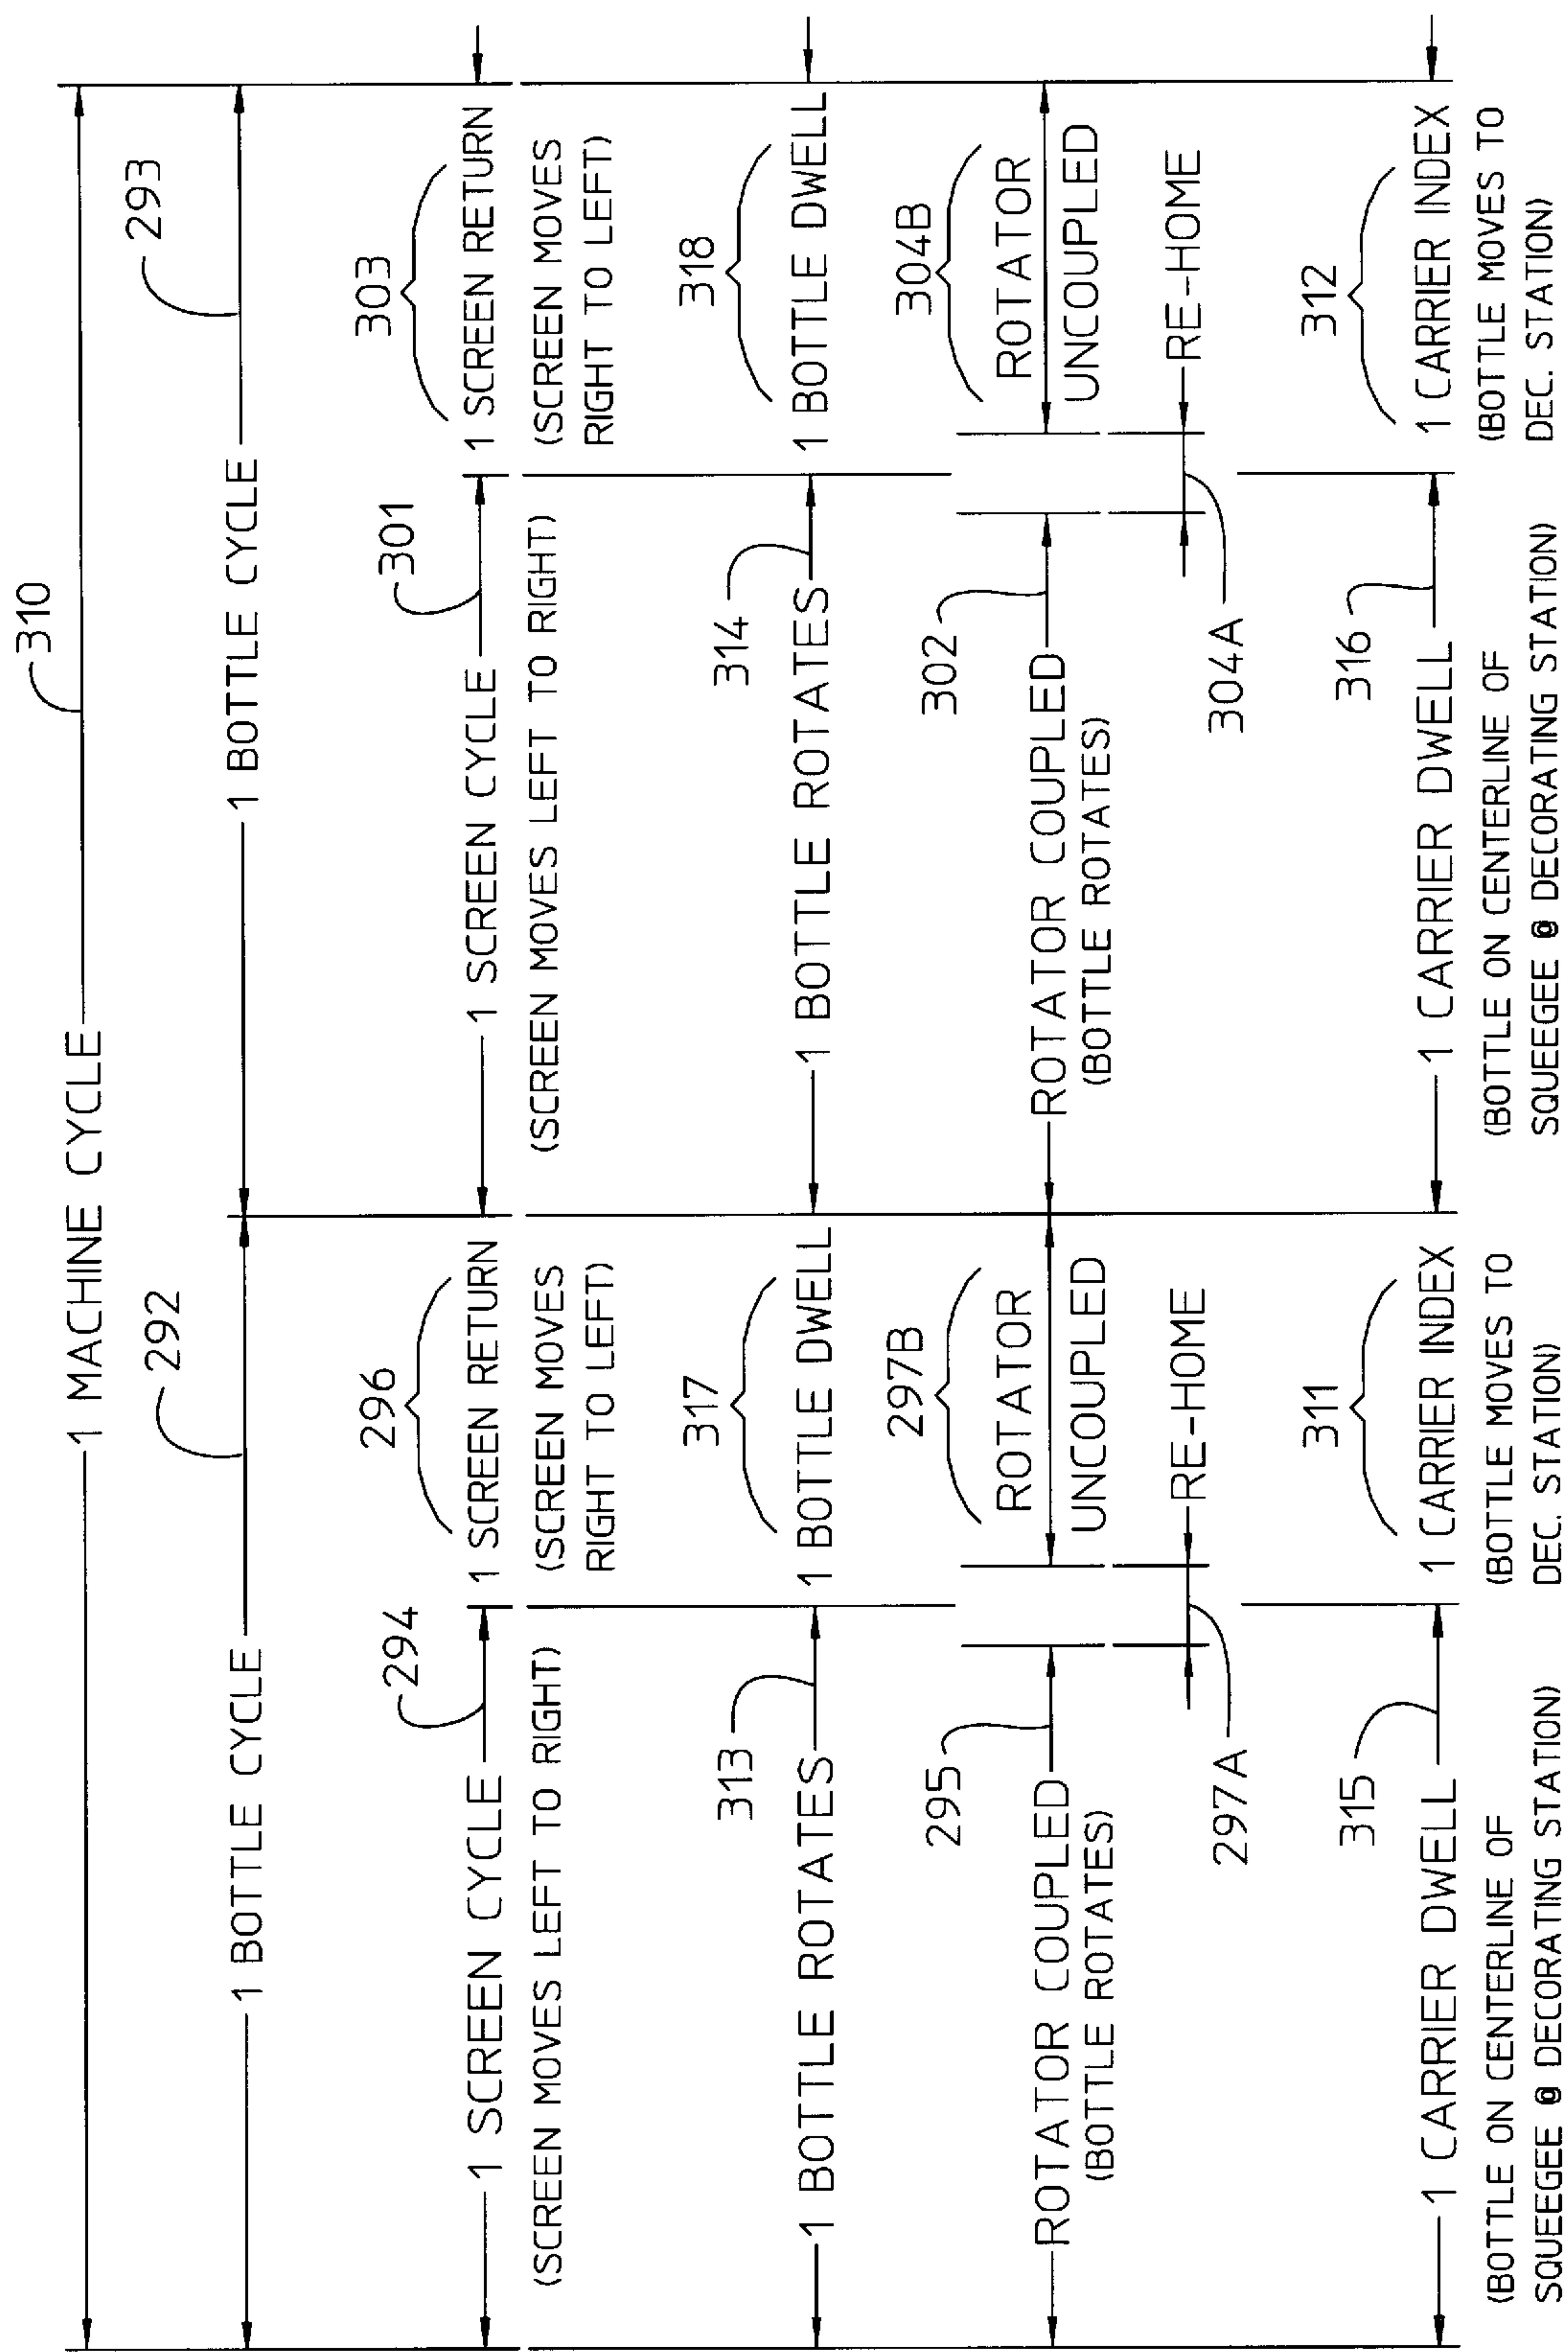 310
1 MACHINE CYCLE
292
293
1 BOTTLE CYCLE
1 BOTTLE CYCLE
294
296
301
303
1 SCREEN CYCLE
1 SCREEN RETURN
1 SCREEN CYCLE
1 SCREEN RETURN
(SCREEN MOVES LEFT TO RIGHT)
(SCREEN MOVES
RIGHT TO LEFT)
(SCREEN MOVES LEFT TO RIGHT)
(SCREEN MOVES
RIGHT TO LEFT)
313
317
314
318
1 BOTTLE ROTATES
1 BOTTLE DWELL
1 BOTTLE ROTATES
1 BOTTLE DWELL
295
297B
302
304B
ROTATOR COUPLED
(BOTTLE ROTATES)
ROTATOR
UNCOUPLED
ROTATOR COUPLED
(BOTTLE ROTATES)
ROTATOR
UNCOUPLED
RE-HOME
RE-HOME
297A
304A
315
311
316
312
1 CARRIER DWELL
1 CARRIER INDEX
1 CARRIER DWELL
1 CARRIER INDEX
(BOTTLE ON CENTERLINE OF
SQUEEGEE @ DECORATING STATION)
(BOTTLE MOVES TO
DEC. STATION)
(BOTTLE ON CENTERLINE OF
SQUEEGEE @ DECORATING STATION)
(BOTTLE MOVES TO
DEC. STATION)